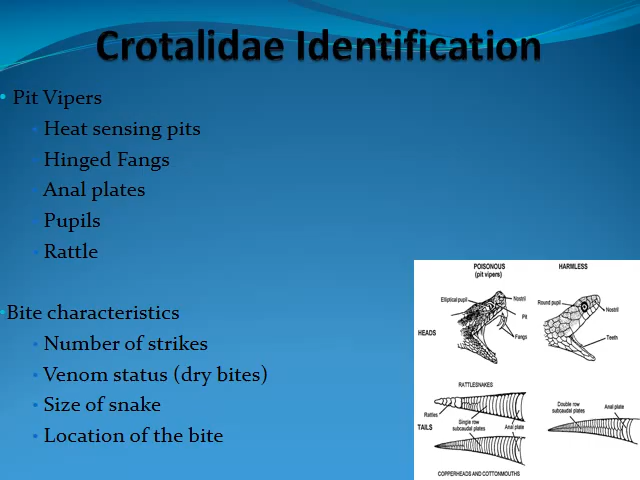 Crotalidae Identification
• Pit Vipers
• Heat sensing pits
• Hinged Fangs
• Anal plates
• Pupils
• Rattle
•Bite characteristics
• Number of strikes
• Venom status (dry bites)
• Size of snake
• Location of the bite
POISONOUS
(pit vipers)
HARMLESS
Elliptical pupil
Nostril
Pit
Fangs
Round pupil
Nostril
Teeth
HEADS
RATTLESNAKES
Rattles
Single row
subcaudal plates
Anal plate
TAILS
Double row
subcaudal plates
Anal plate
COPPERHEADS AND COTTONMOUTHS